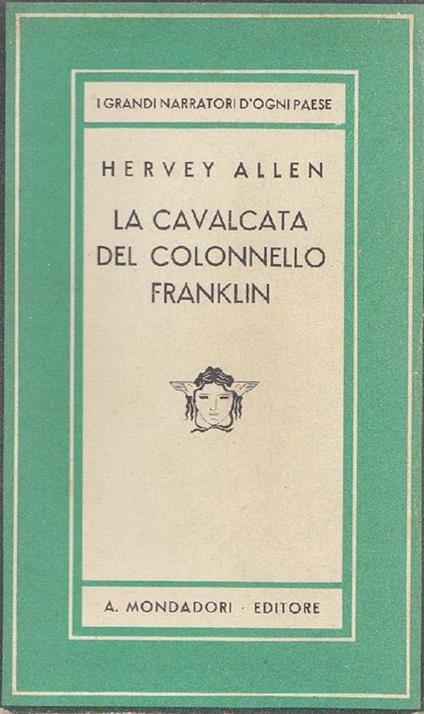 I GRANDI NARRATORI D'OGNI PAESE
HERVEY ALLEN
LA CAVALCATA
DEL COLONNELLO
FRANKLIN
A. MONDADORI · EDITORE